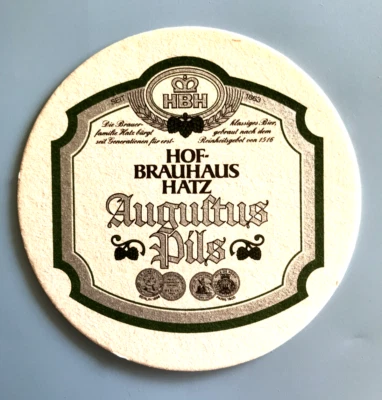 HBH
SEIT 1863
Die Brauer- klassiges Bier,
familie Hatz bürgt gebraut nach dem
seit Generationen für erst- Reinheitsgebot von 1516
HOF-
BRAUHAUS
HATZ
Augustus
Pils